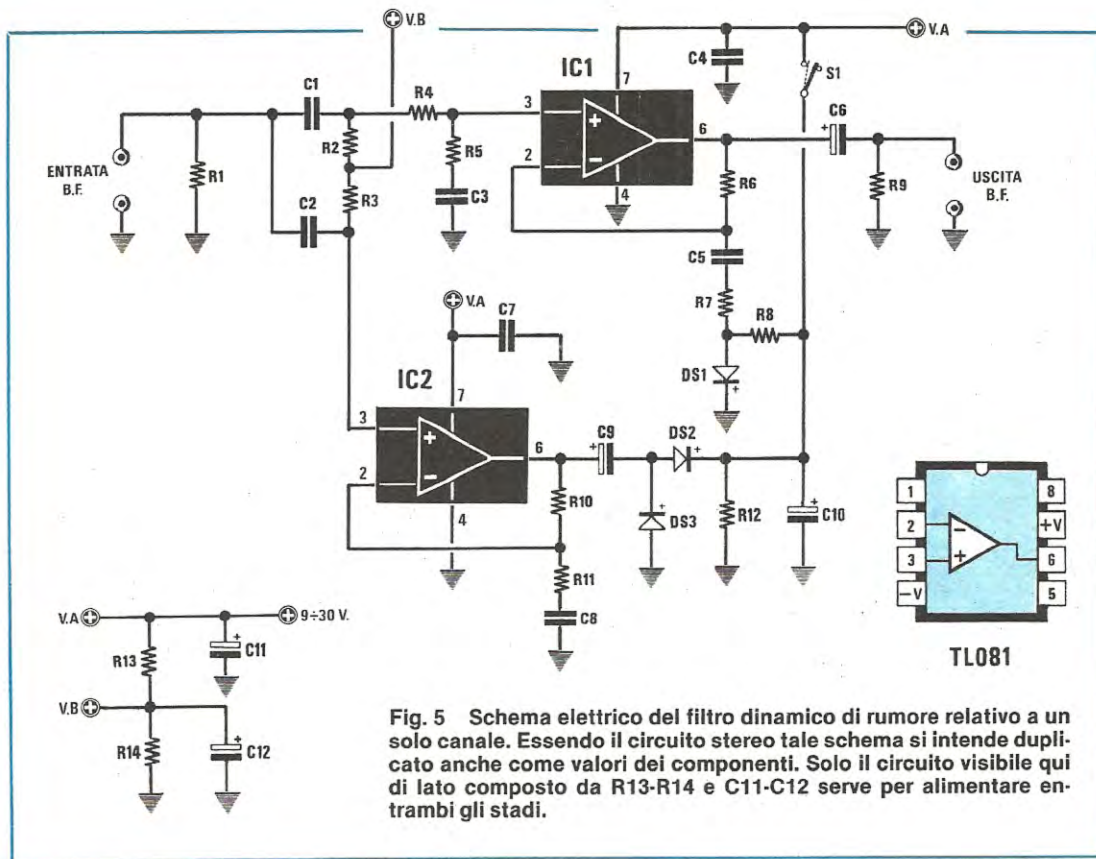 V.B
V.A
C1
R4
IC1
C4
7
S1
3
6
2
4
C6
+
R2
R5
ENTRATA
B.F.
R1
R3
C2
C3
R6
R9
USCITA
B.F.
C5
R7
R8
DS1
+
V.A
C7
IC2
7
3
6
2
4
+
C9
DS2
+
R10
+
DS3
R12
+
C10
R11
C8
1
8
2
+V
3
6
-V
5
TL081
V.A
9÷30 V.
R13
+
C11
V.B
R14
+
C12
Fig. 5 Schema elettrico del filtro dinamico di rumore relativo a un
solo canale. Essendo il circuito stereo tale schema si intende dupli-
cato anche come valori dei componenti. Solo il circuito visibile qui
di lato composto da R13-R14 e C11-C12 serve per alimentare en-
trambi gli stadi.